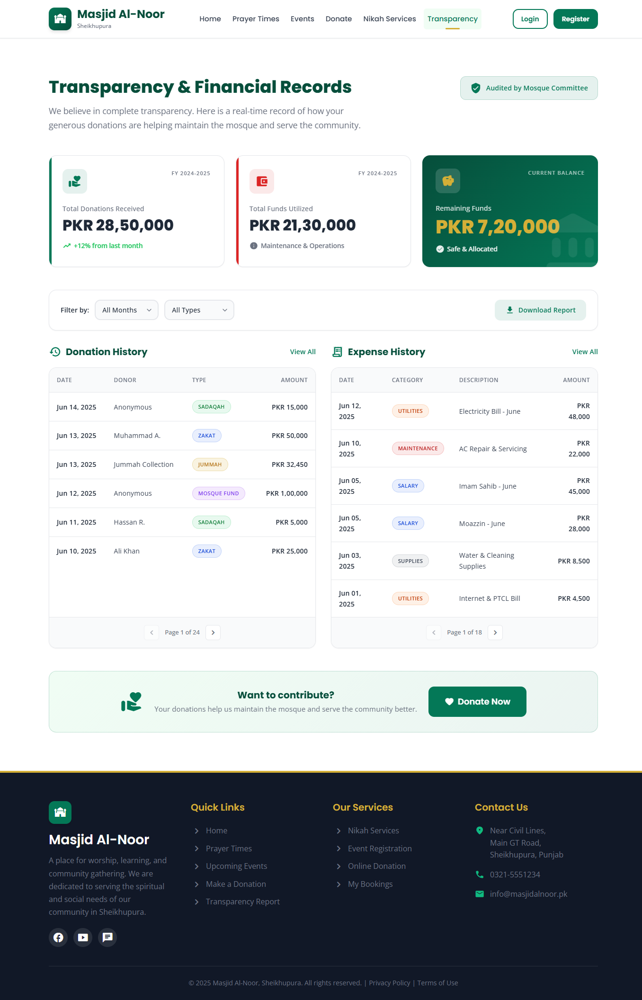 Masjid Al-Noor
Sheikhupura
Home
Prayer Times
Events
Donate
Nikah Services
Transparency
Login
Register
Transparency & Financial Records
Audited by Mosque Committee
We believe in complete transparency. Here is a real-time record of how your
generous donations are helping maintain the mosque and serve the community.
FY 2024-2025
Total Donations Received
PKR 28,50,000
+12% from last month
FY 2024-2025
Total Funds Utilized
PKR 21,30,000
Maintenance & Operations
CURRENT BALANCE
Remaining Funds
PKR 7,20,000
Safe & Allocated
Filter by:
All Months
All Types
Download Report
Donation History
View All
DATE DONOR TYPE AMOUNT
Jun 14, 2025 Anonymous SADAQAH PKR 15,000
Jun 13, 2025 Muhammad A. ZAKAT PKR 50,000
Jun 13, 2025 Jummah Collection JUMMAH PKR 32,450
Jun 12, 2025 Anonymous MOSQUE FUND PKR 1,00,000
Jun 11, 2025 Hassan R. SADAQAH PKR 5,000
Jun 10, 2025 Ali Khan ZAKAT PKR 25,000
Page 1 of 24
Expense History
View All
DATE CATEGORY DESCRIPTION AMOUNT
Jun 12,
2025
UTILITIES
Electricity Bill - June
PKR
48,000
Jun 10,
2025
MAINTENANCE
AC Repair & Servicing
PKR
22,000
Jun 05,
2025
SALARY
Imam Sahib - June
PKR
45,000
Jun 05,
2025
SALARY
Moazzin - June
PKR
28,000
Jun 03,
2025
SUPPLIES
Water & Cleaning
Supplies
PKR 8,500
Jun 01,
2025
UTILITIES
Internet & PTCL Bill
PKR 4,500
Page 1 of 18
Want to contribute?
Your donations help us maintain the mosque and serve the community better.
Donate Now
Masjid Al-Noor
A place for worship, learning, and
community gathering. We are
dedicated to serving the spiritual
and social needs of our
community in Sheikhupura.
Quick Links
Home
Prayer Times
Upcoming Events
Make a Donation
Transparency Report
Our Services
Nikah Services
Event Registration
Online Donation
My Bookings
Contact Us
Near Civil Lines,
Main GT Road,
Sheikhupura, Punjab
0321-5551234
info@masjidalnoor.pk
© 2025 Masjid Al-Noor, Sheikhupura. All rights reserved. | Privacy Policy | Terms of Use